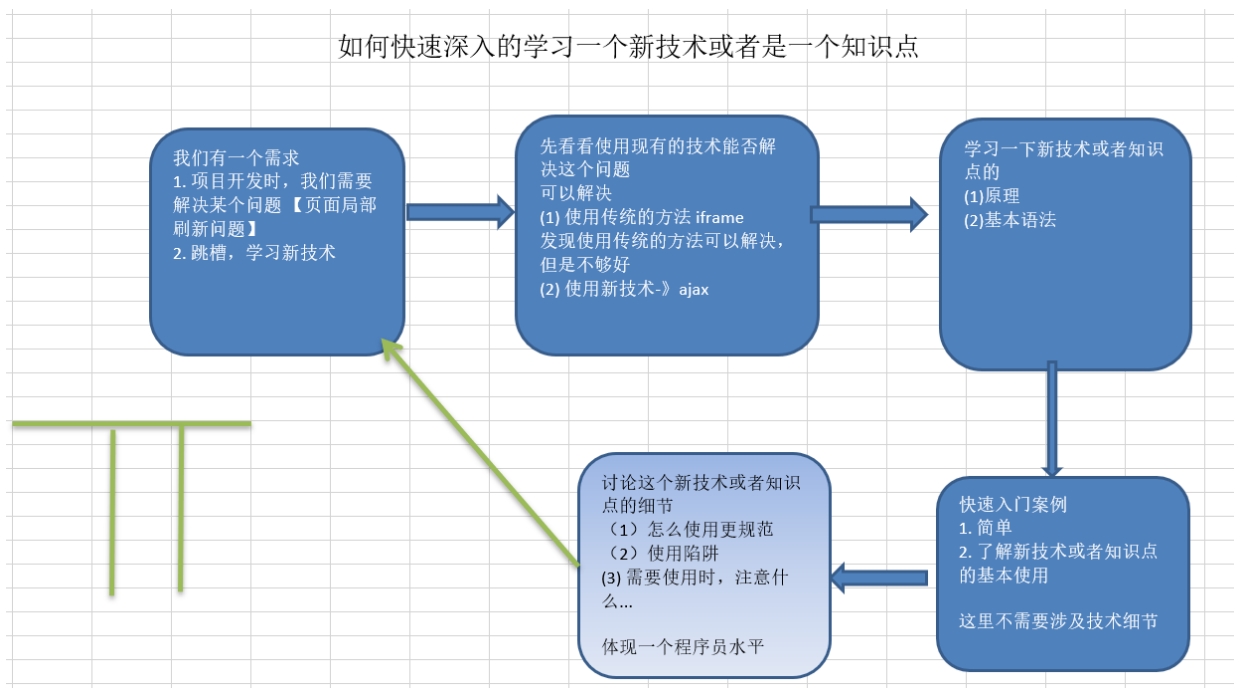 如何快速深入的学习一个新技术或者是一个知识点
我们有一个需求
1. 项目开发时，我们需要
解决某个问题【页面局部
刷新问题】
2. 跳槽，学习新技术
先看看使用现有的技术能否解
决这个问题
可以解决
(1) 使用传统的方法 iframe
发现使用传统的方法可以解决，
但是不够好
(2) 使用新技术-》ajax
学习一下新技术或者知识
点的
(1)原理
(2)基本语法
快速入门案例
1. 简单
2. 了解新技术或者知识点
的基本使用
这里不需要涉及技术细节
讨论这个新技术或者知识
点的细节
（1）怎么使用更规范
（2）使用陷阱
(3) 需要使用时，注意什
么...
体现一个程序员水平